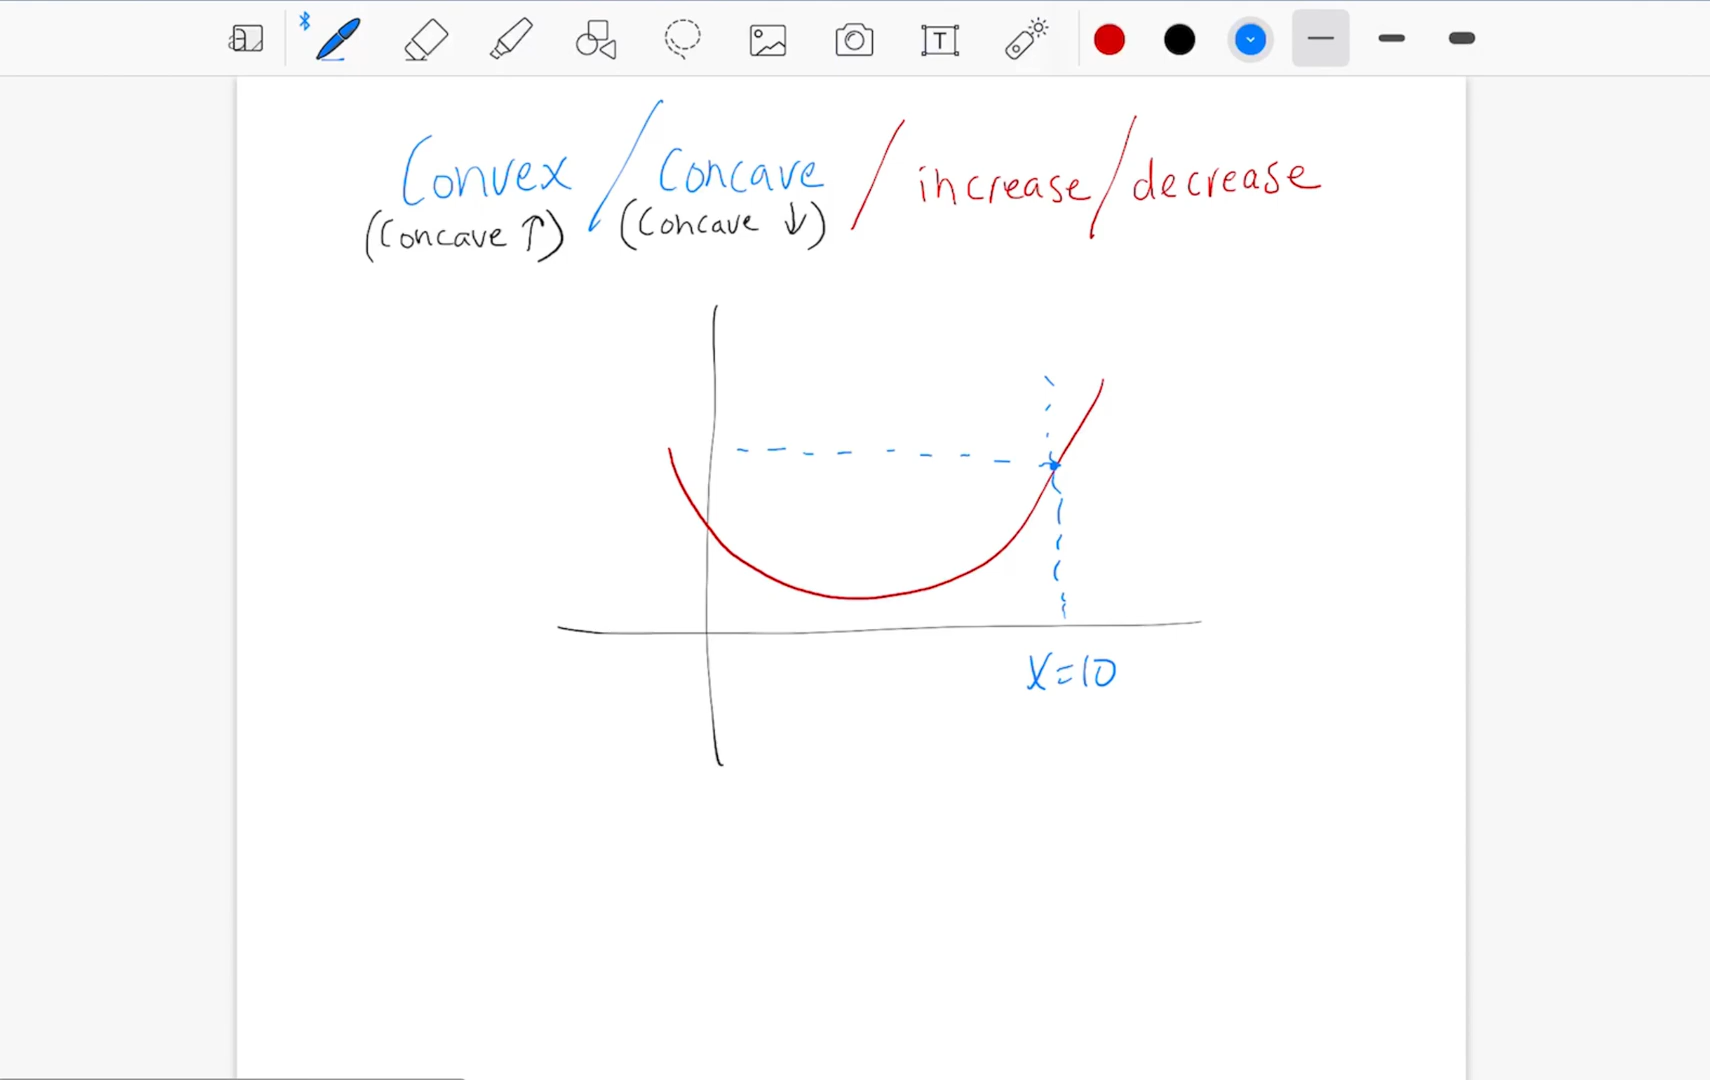 Convex / Concave / increase/decrease
(Concave ↑) (Concave ↓)
X=10